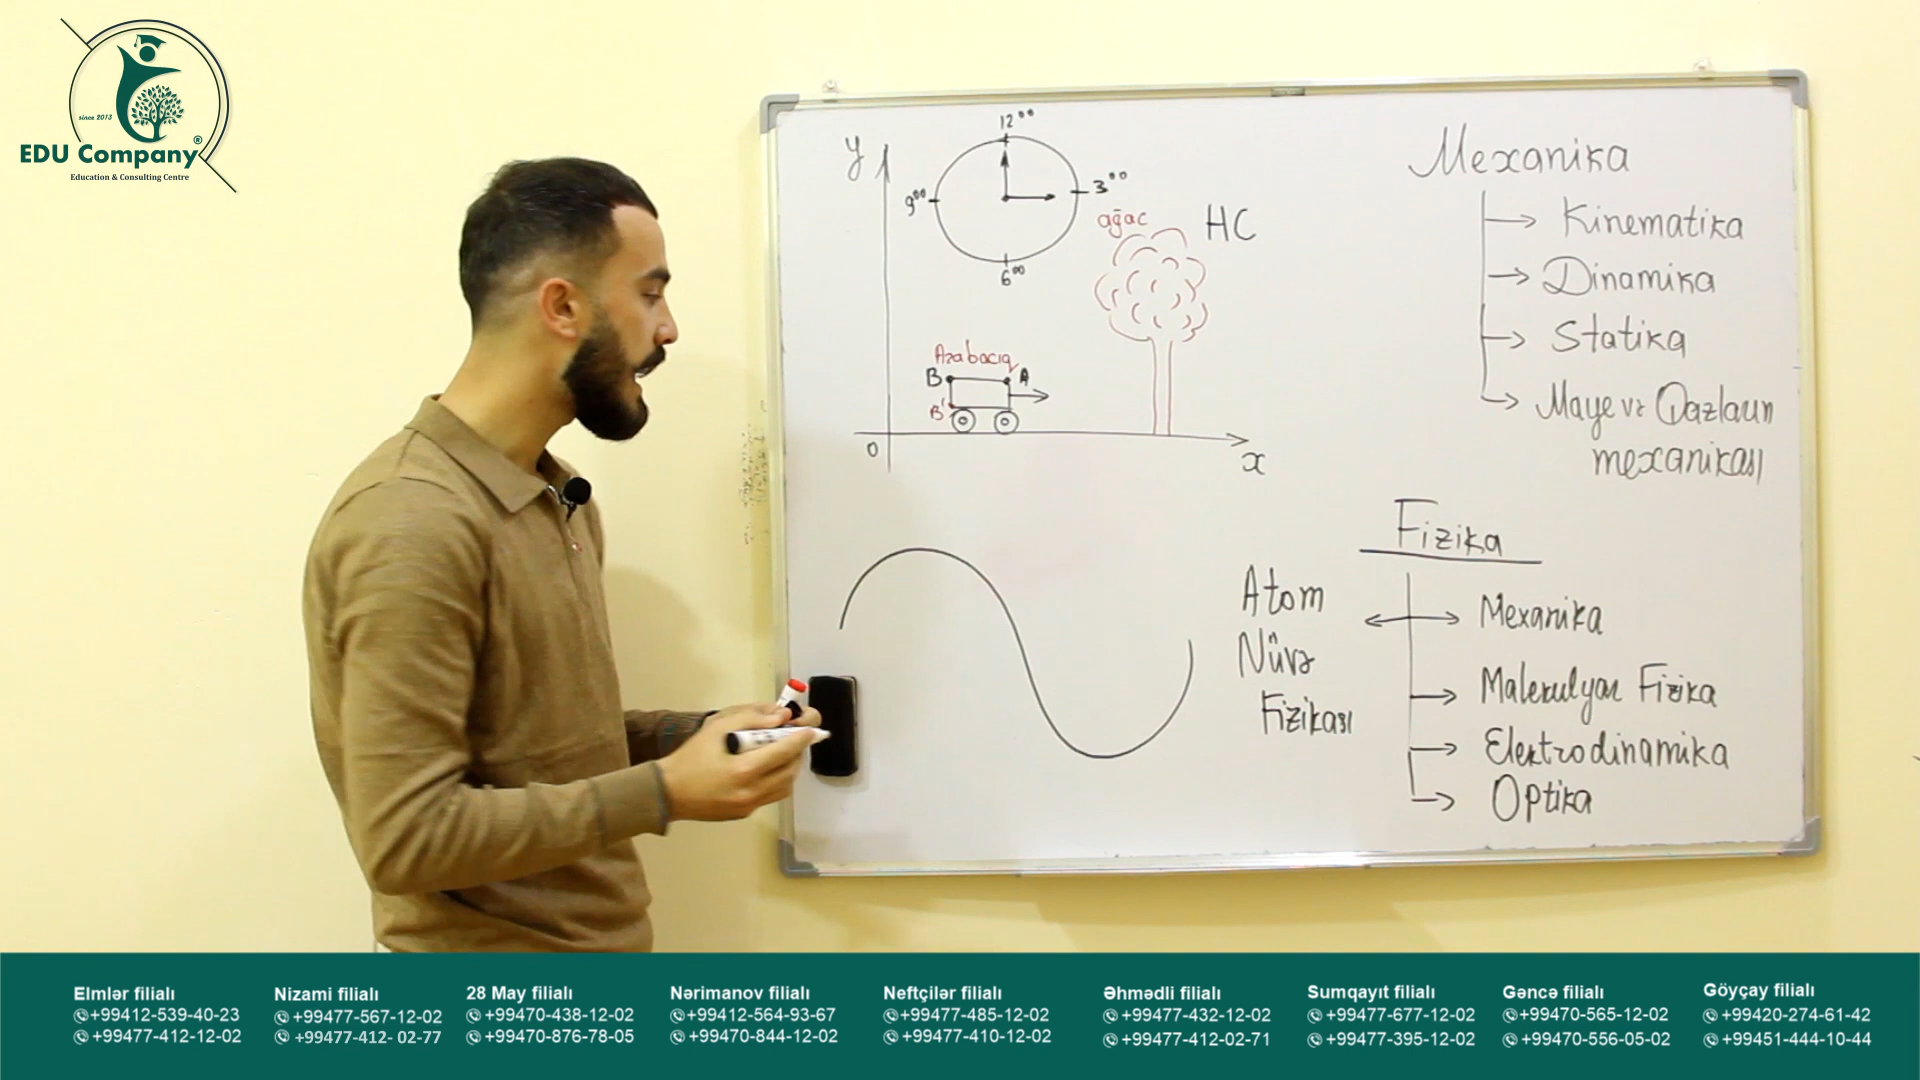 since 2013
EDU Company®
Education & Consulting Centre
y
12⁰⁰
9⁰⁰
3⁰⁰
6⁰⁰
ağac
HC
Arabacıq
B
A
B'
0
x
Mexanika
Kinematika
Dinamika
Statika
Maye və Qazların
mexanikası
Fizika
Atom
Nüvə
Fizikası
Mexanika
Malekulyar Fizika
Elektrodinamika
Optika
Elmlər filialı
+99412-539-40-23
+99477-412-12-02
Nizami filialı
+99477-567-12-02
+99477-412- 02-77
28 May filialı
+99470-438-12-02
+99470-876-78-05
Nərimanov filialı
+99412-564-93-67
+99470-844-12-02
Neftçilər filialı
+99477-485-12-02
+99477-410-12-02
Əhmədli filialı
+99477-432-12-02
+99477-412-02-71
Sumqayıt filialı
+99477-677-12-02
+99477-395-12-02
Gəncə filialı
+99470-565-12-02
+99470-556-05-02
Göyçay filialı
+99420-274-61-42
+99451-444-10-44